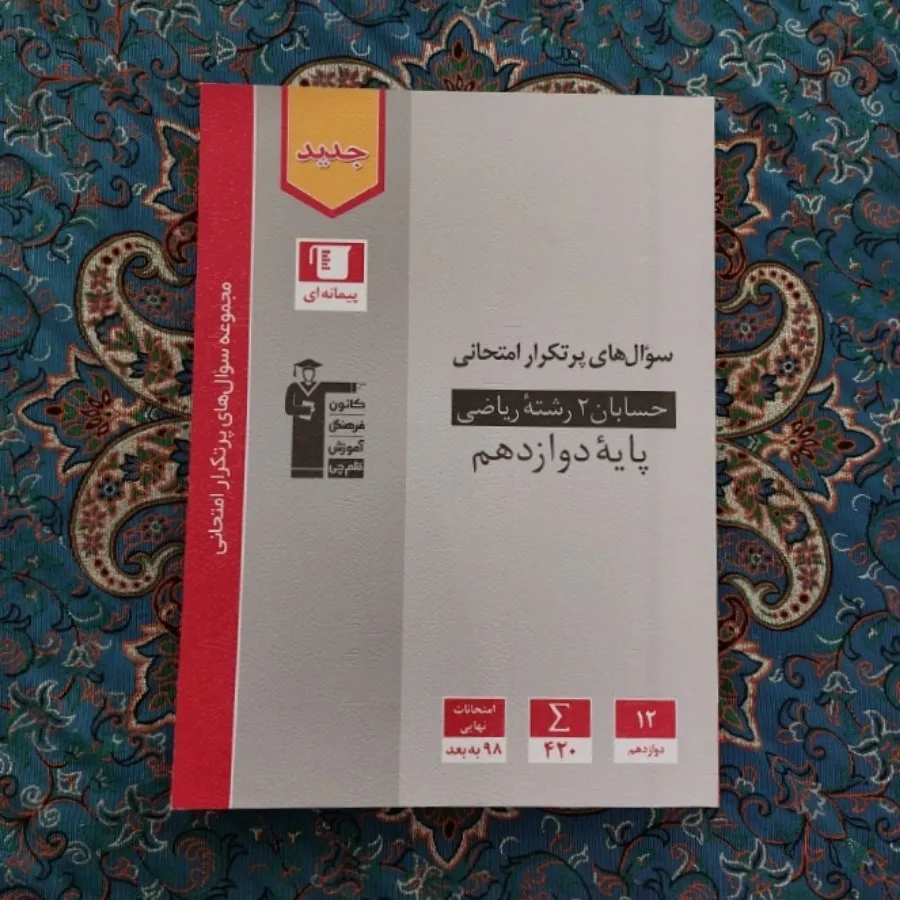 جدید
پیمانه‌ای
مجموعه سؤال‌های پرتکرار امتحانی
کانون
فرهنگی
آموزش
قلم‌چی
سؤال‌های پرتکرار امتحانی
حسابان ۲ رشتهٔ ریاضی
پایهٔ دوازدهم
۱۲
دوازدهم
Σ
۴۲۰
امتحانات
نهایی
۹۸ به بعد